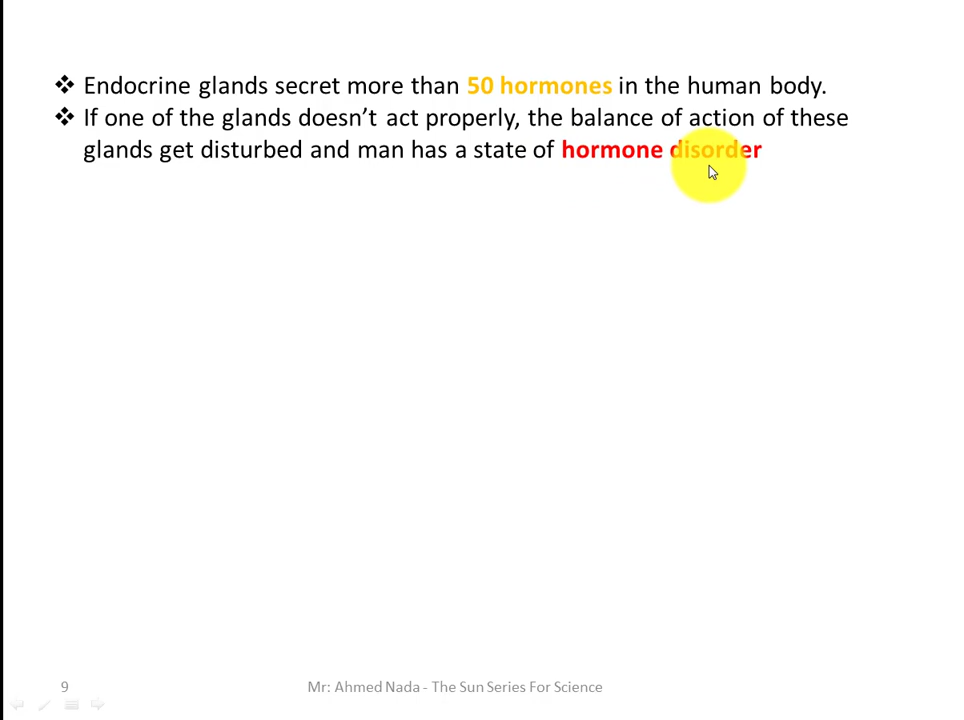 ❖ Endocrine glands secret more than 50 hormones in the human body.
❖ If one of the glands doesn’t act properly, the balance of action of these
glands get disturbed and man has a state of hormone disorder
9
Mr: Ahmed Nada - The Sun Series For Science